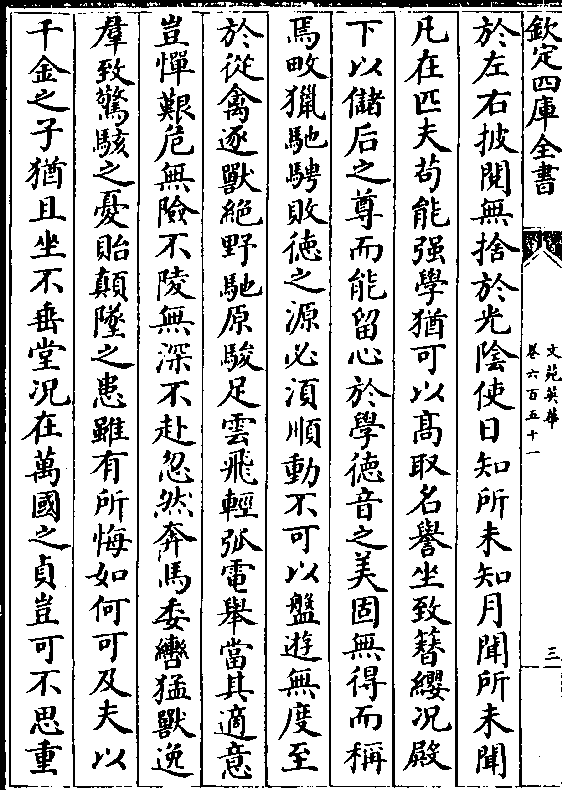 欽定四庫全書
文苑英華
卷六百五十一
三
於左右披閱無捨於光陰使日知所未知月聞所未聞
凡在匹夫苟能强學猶可以髙取名譽坐致簪纓况殿
下以儲后之尊而能留心於學徳音之美固無得而稱
焉畋獵馳騁敗徳之源必須順動不可以盤遊無度至
於從禽逐獸絶野馳原駿足雲飛輕弧電舉當其適意
豈憚艱危無險不陵無深不赴忽然奔馬委轡猛獸逸
羣致驚駭之憂貽顛墜之患雖有所悔如何可及夫以
千金之子猶且坐不垂堂况在萬國之貞豈可不思重